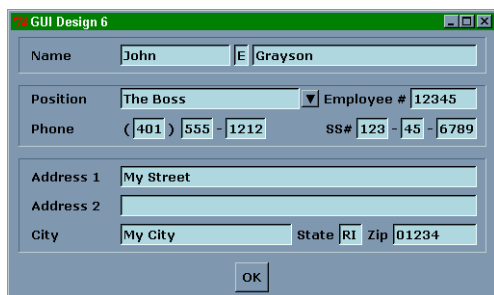 GUI Design 6
Name John E Grayson
Position The Boss Employee # 12345
Phone ( 401 ) 555 - 1212 SS# 123 - 45 - 6789
Address 1 My Street
Address 2
City My City State RI Zip 01234
OK